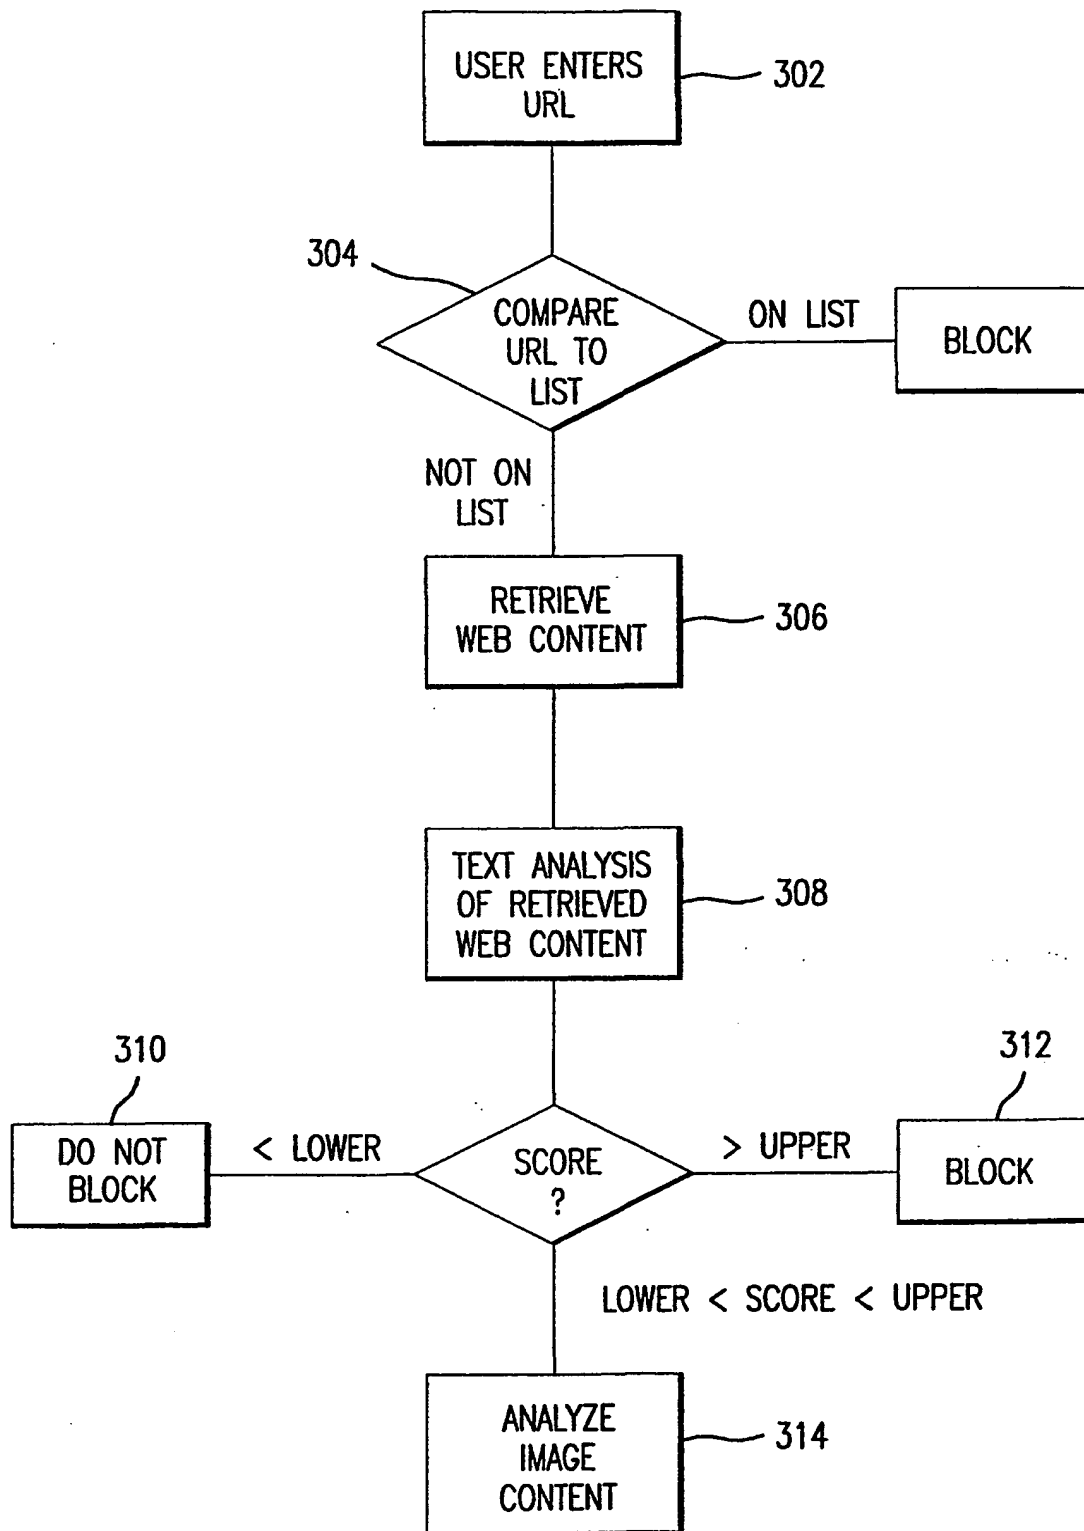 USER ENTERS
URL
302
304
COMPARE
URL TO
LIST
ON LIST
BLOCK
NOT ON
LIST
RETRIEVE
WEB CONTENT
306
TEXT ANALYSIS
OF RETRIEVED
WEB CONTENT
308
310
312
DO NOT
BLOCK
< LOWER
SCORE
?
> UPPER
BLOCK
LOWER < SCORE < UPPER
ANALYZE
IMAGE
CONTENT
314